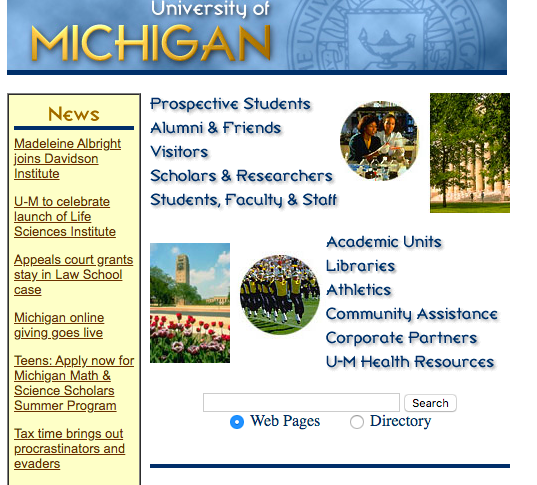 University of
MICHIGAN
News
Madeleine Albright
joins Davidson
Institute
U-M to celebrate
launch of Life
Sciences Institute
Appeals court grants
stay in Law School
case
Michigan online
giving goes live
Teens: Apply now for
Michigan Math &
Science Scholars
Summer Program
Tax time brings out
procrastinators and
evaders
Prospective Students
Alumni & Friends
Visitors
Scholars & Researchers
Students, Faculty & Staff
Academic Units
Libraries
Athletics
Community Assistance
Corporate Partners
U-M Health Resources
Search
Web Pages Directory